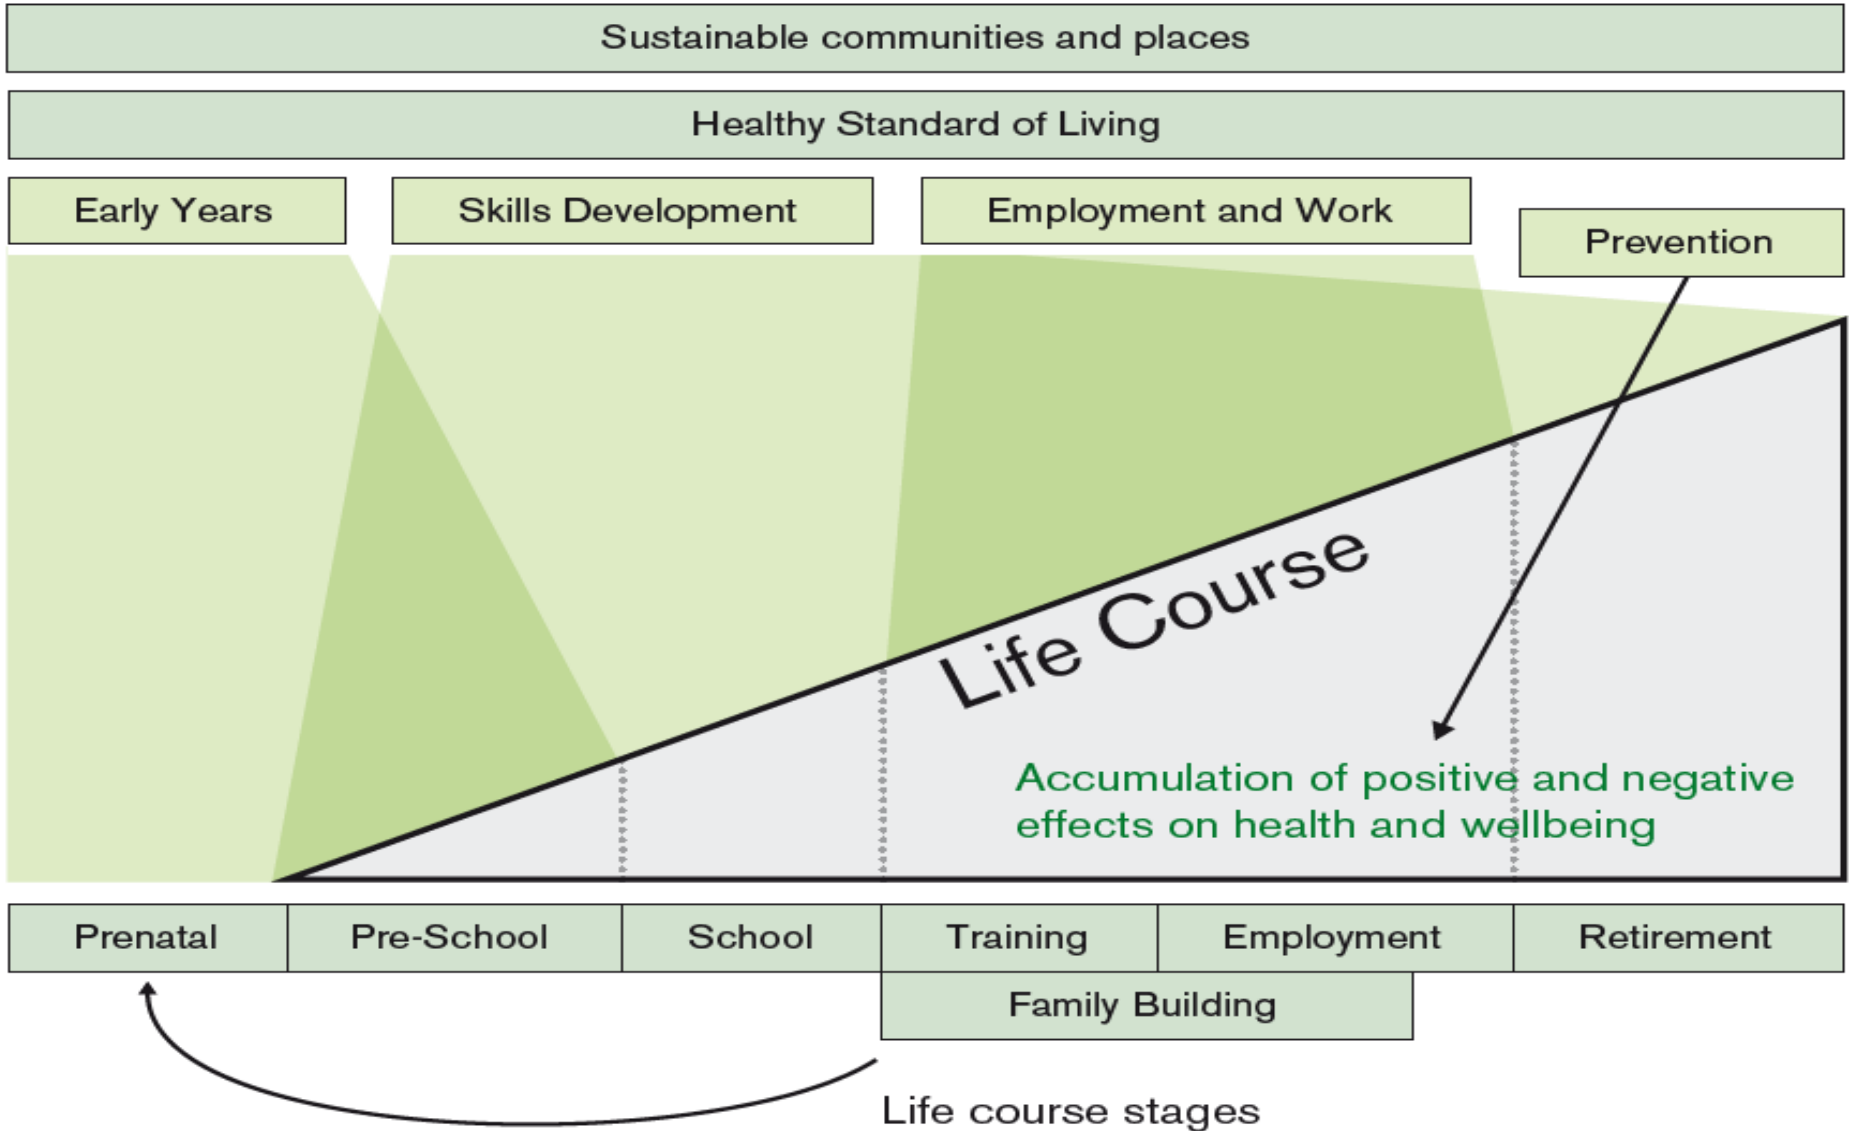 Sustainable communities and places
Healthy Standard of Living
Early Years
Skills Development
Employment and Work
Prevention
Life Course
Accumulation of positive and negative
effects on health and wellbeing
Prenatal
Pre-School
School
Training
Employment
Retirement
Family Building
Life course stages